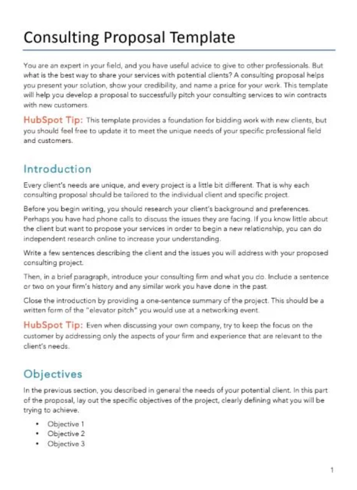 Consulting Proposal Template
You are an expert in your field, and you have useful advice to give to other professionals. But
what is the best way to share your services with potential clients? A consulting proposal helps
you present your solution, show your credibility, and name a price for your work. This template
will help you develop a proposal to successfully pitch your consulting services to win contracts
with new customers.
HubSpot Tip: This template provides a foundation for bidding work with new clients, but
you should feel free to update it to meet the unique needs of your specific professional field
and customers.
Introduction
Every client's needs are unique, and every project is a little bit different. That is why each
consulting proposal should be tailored to the individual client and specific project.
Before you begin writing, you should research your client's background and preferences.
Perhaps you have had phone calls to discuss the issues they are facing. If you know little about
the client but want to propose your services in order to begin a new relationship, you can do
independent research online to increase your understanding.
Write a few sentences describing the client and the issues you will address with your proposed
consulting project.
Then, in a brief paragraph, introduce your consulting firm and what you do. Include a sentence
or two on your firm's history and any similar work you have done in the past.
Close the introduction by providing a one-sentence summary of the project. This should be a
written form of the "elevator pitch" you would use at a networking event.
HubSpot Tip: Even when discussing your own company, try to keep the focus on the
customer by addressing only the aspects of your firm and experience that are relevant to the
client's needs.
Objectives
In the previous section, you described in general the needs of your potential client. In this part
of the proposal, lay out the specific objectives of the project, clearly defining what you will be
trying to achieve.
• Objective 1
• Objective 2
• Objective 3
1